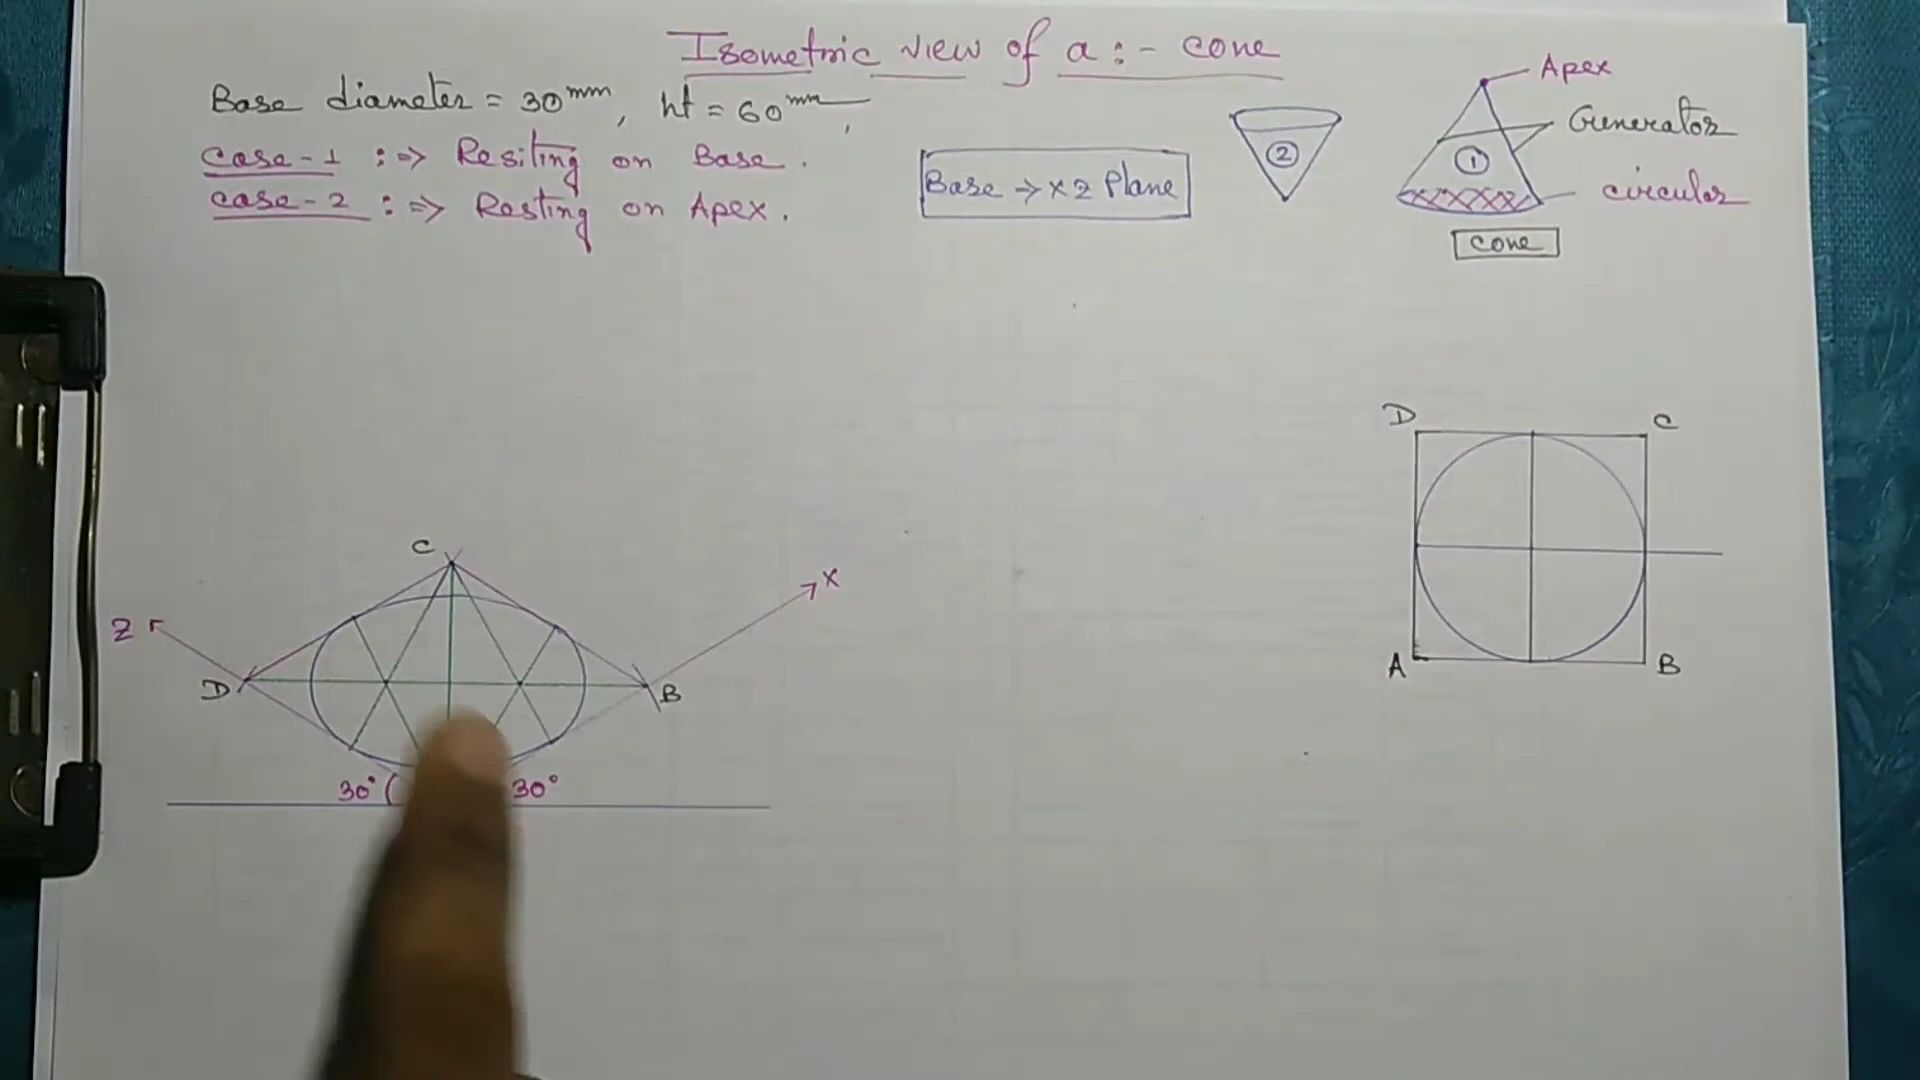 Isometric view of a :- cone
Base diameter = 30mm, ht = 60mm,
case-1 :⇒ Resiting on Base.
case-2 :⇒ Resting on Apex.
Base → xz Plane
2
Apex
Generator
1
circular
cone
D
C
A
B
C
X
Z
D
B
30°
30°